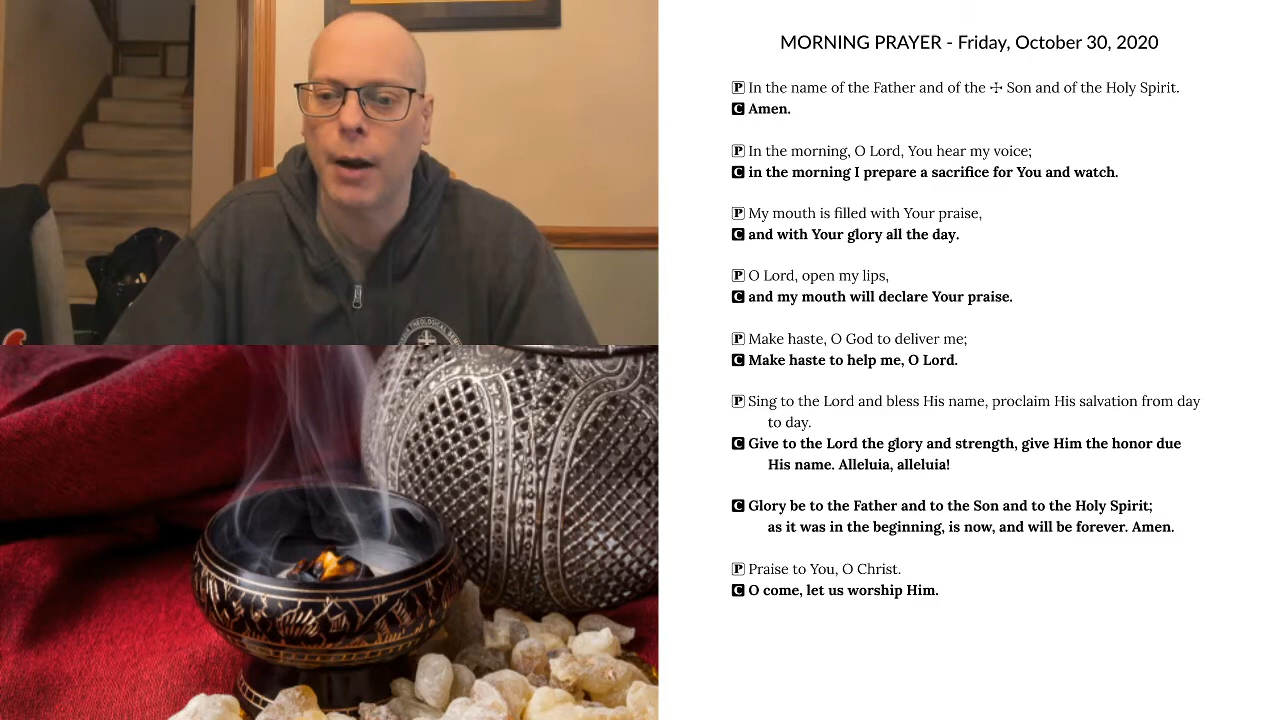 MORNING PRAYER - Friday, October 30, 2020
P In the name of the Father and of the ☩ Son and of the Holy Spirit.
C Amen.
P In the morning, O Lord, You hear my voice;
C in the morning I prepare a sacrifice for You and watch.
P My mouth is filled with Your praise,
C and with Your glory all the day.
P O Lord, open my lips,
C and my mouth will declare Your praise.
P Make haste, O God to deliver me;
C Make haste to help me, O Lord.
P Sing to the Lord and bless His name, proclaim His salvation from day
to day.
C Give to the Lord the glory and strength, give Him the honor due
His name. Alleluia, alleluia!
C Glory be to the Father and to the Son and to the Holy Spirit;
as it was in the beginning, is now, and will be forever. Amen.
P Praise to You, O Christ.
C O come, let us worship Him.
THEOLOGICAL